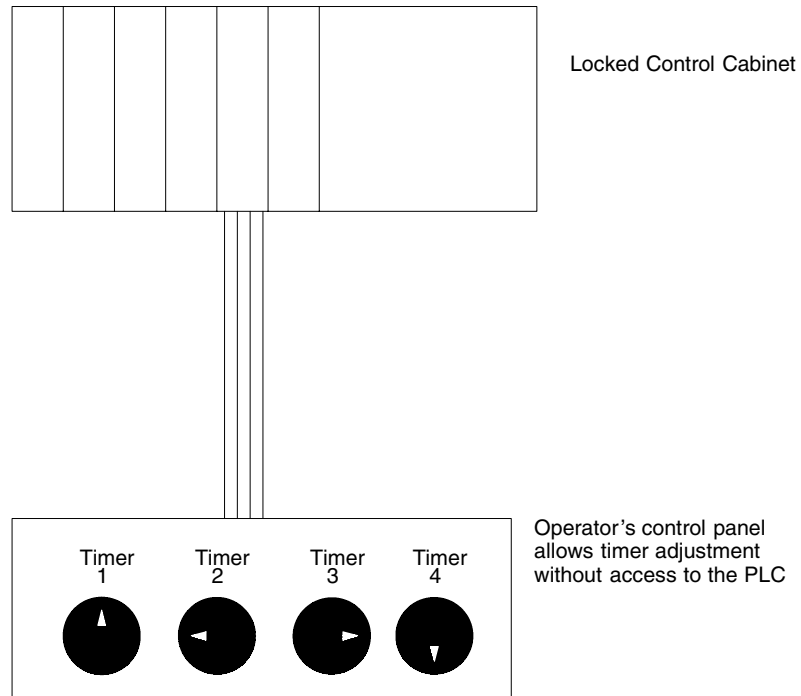 Locked Control Cabinet
Operator’s control panel
allows timer adjustment
without access to the PLC
Timer
1
Timer
2
Timer
3
Timer
4